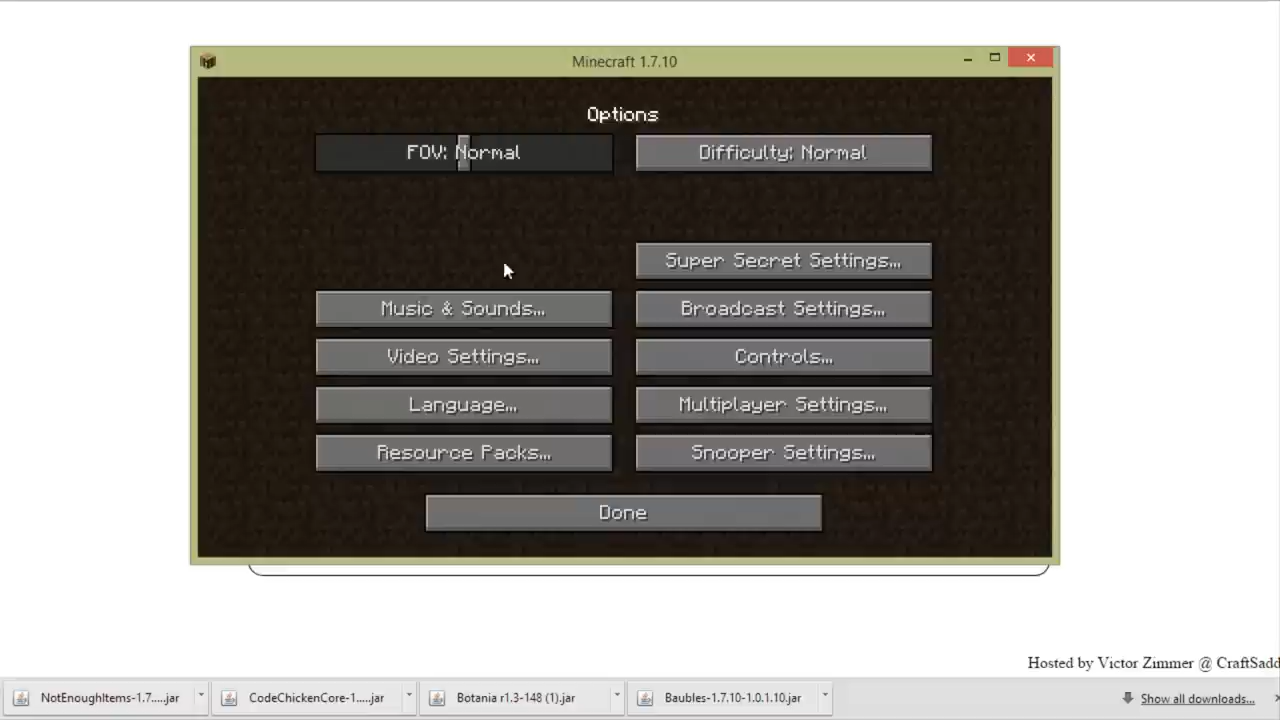 Minecraft 1.7.10
Options
FOV: Normal
Difficulty: Normal
Super Secret Settings...
Music & Sounds...
Broadcast Settings...
Video Settings...
Controls...
Language...
Multiplayer Settings...
Resource Packs...
Snooper Settings...
Done
Hosted by Victor Zimmer @ CraftSadd
NotEnoughItems-1.7.....jar
CodeChickenCore-1.....jar
Botania r1.3-148 (1).jar
Baubles-1.7.10-1.0.1.10.jar
Show all downloads...